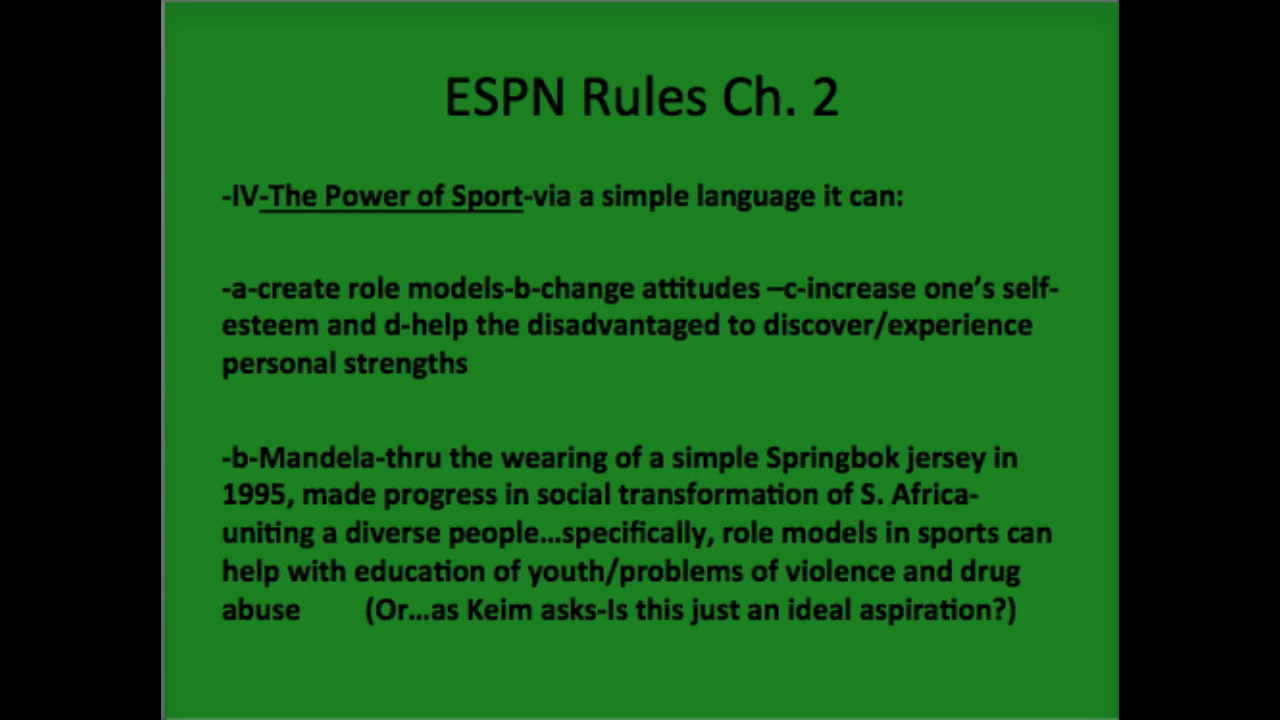 ESPN Rules Ch. 2
-IV-The Power of Sport-via a simple language it can:
-a-create role models-b-change attitudes –c-increase one’s self-
esteem and d-help the disadvantaged to discover/experience
personal strengths
-b-Mandela-thru the wearing of a simple Springbok jersey in
1995, made progress in social transformation of S. Africa-
uniting a diverse people…specifically, role models in sports can
help with education of youth/problems of violence and drug
abuse (Or…as Keim asks-Is this just an ideal aspiration?)